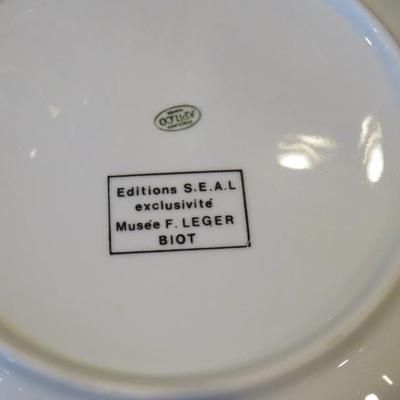 Editions S.E.A.L
exclusivité
Musée F. LEGER
BIOT